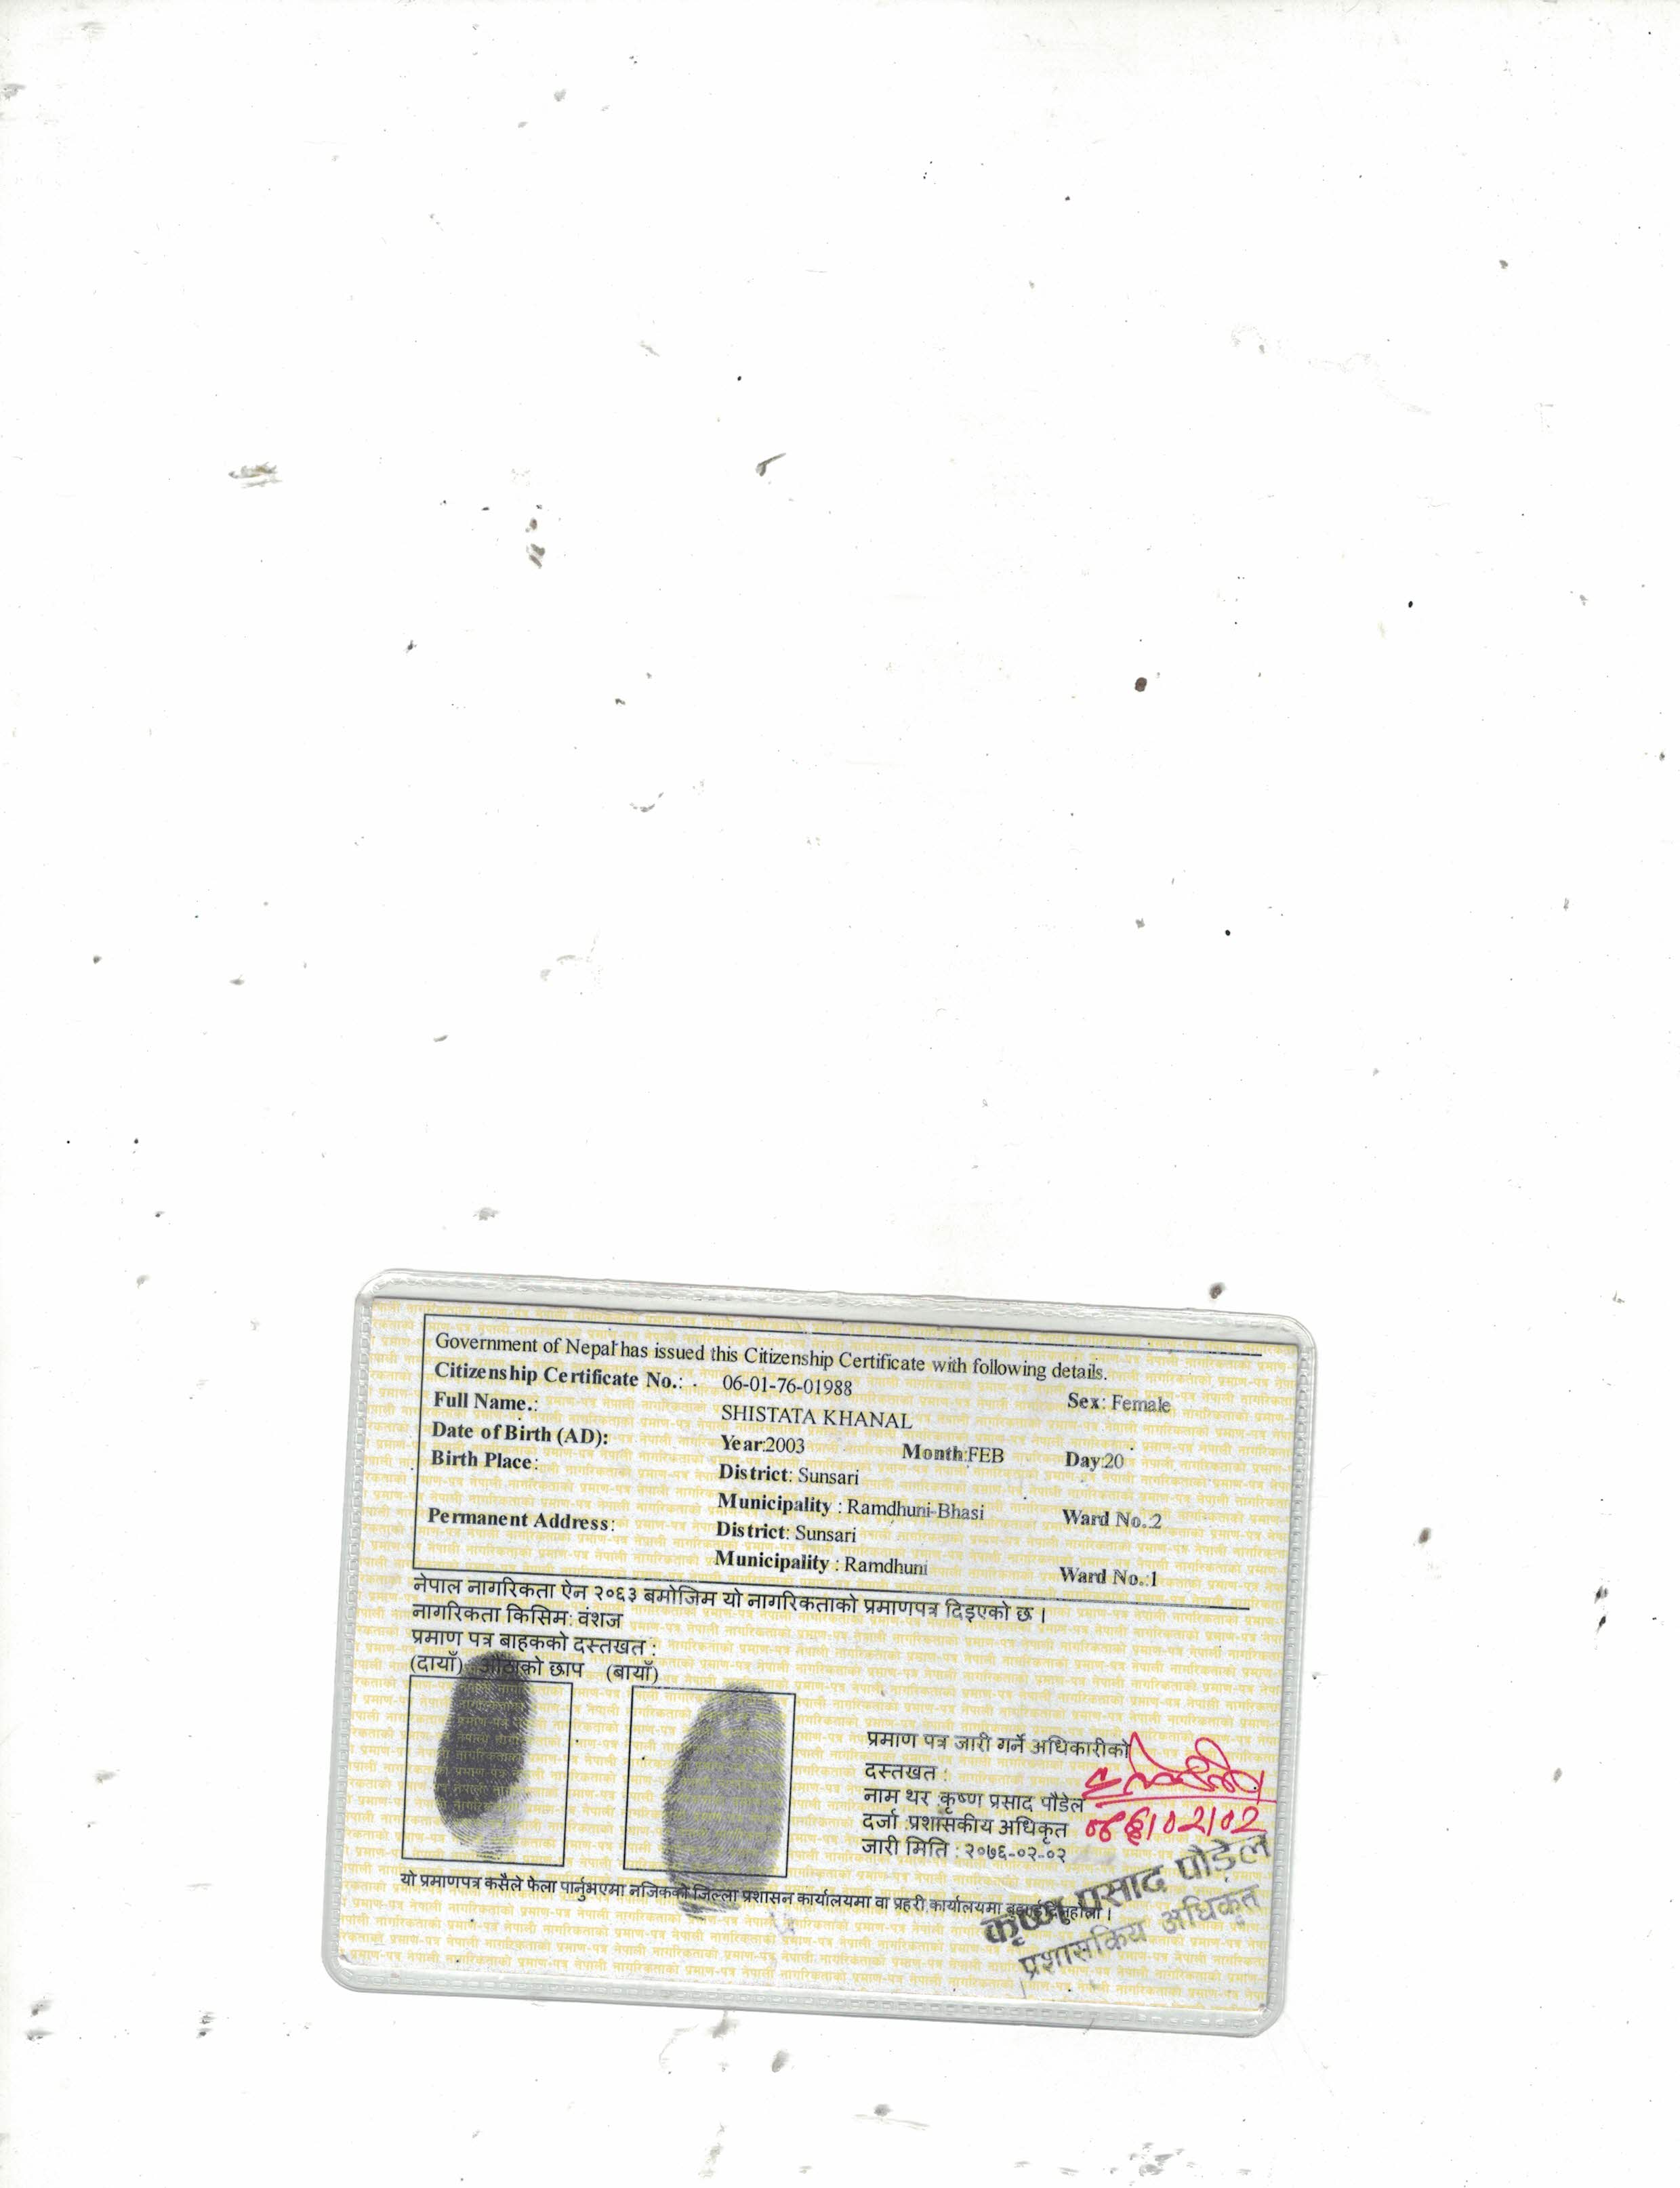 Government of Nepal has issued this Citizenship Certificate with following details.
Citizenship Certificate No.: 06-01-76-01988 Sex: Female
Full Name.: SHISTATA KHANAL
Date of Birth (AD): Year:2003 Month:FEB Day:20
Birth Place: District: Sunsari
Municipality : Ramdhuni-Bhasi Ward No.:2
Permanent Address: District: Sunsari
Municipality : Ramdhuni Ward No.:1
नेपाल नागरिकता ऐन २०६३ बमोजिम यो नागरिकताको प्रमाणपत्र दिइएको छ ।
नागरिकता किसिम: वंशज
प्रमाण पत्र बाहकको दस्तखत :
(दायाँ) औंठाको छाप (बायाँ)
प्रमाण पत्र जारी गर्ने अधिकारीको
दस्तखत :
नाम थर :कृष्ण प्रसाद पौडेल
दर्जा :प्रशासकीय अधिकृत
जारी मिति : २०७६-०२-०२
यो प्रमाणपत्र कसैले फेला पार्नुभएमा नजिकको जिल्ला प्रशासन कार्यालयमा वा प्रहरी कार्यालयमा बुझाईदिनुहोला ।
कृष्ण प्रसाद पौडेल
प्रशासकिय अधिकृत